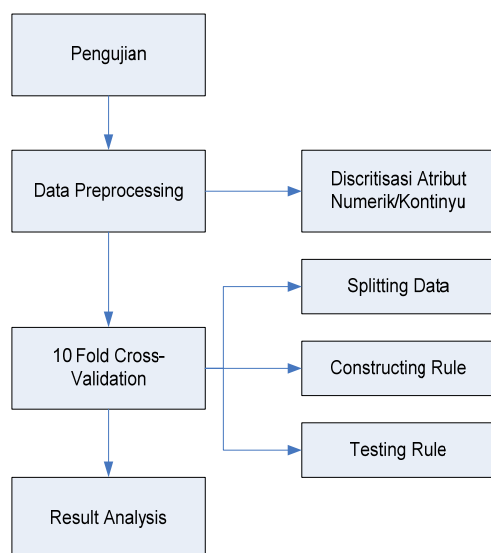 Pengujian
Data Preprocessing
Discritisasi Atribut
Numerik/Kontinyu
Splitting Data
10 Fold Cross-
Validation
Constructing Rule
Testing Rule
Result Analysis